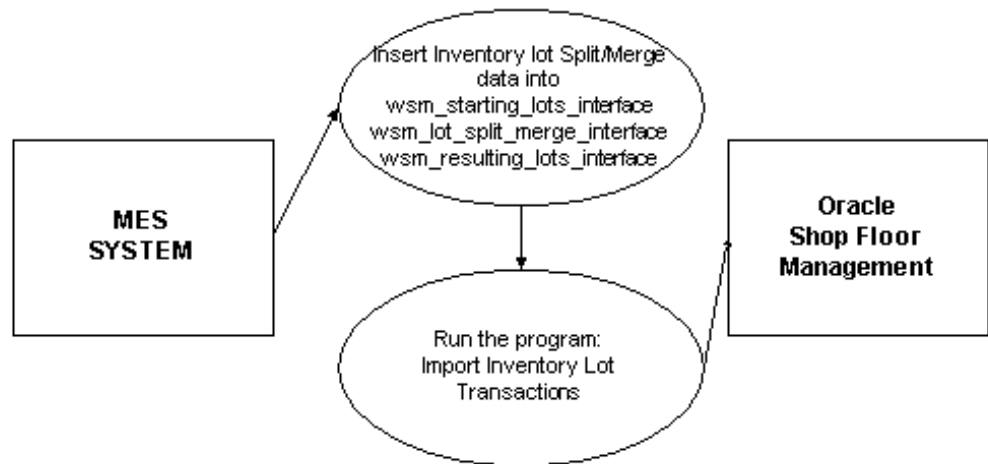 Insert Inventory lot Split/Merge
data into
wsm_starting_lots_interface
wsm_lot_split_merge_interface
wsm_resulting_lots_interface
MES
SYSTEM
Oracle
Shop Floor
Management
Run the program:
Import Inventory Lot
Transactions